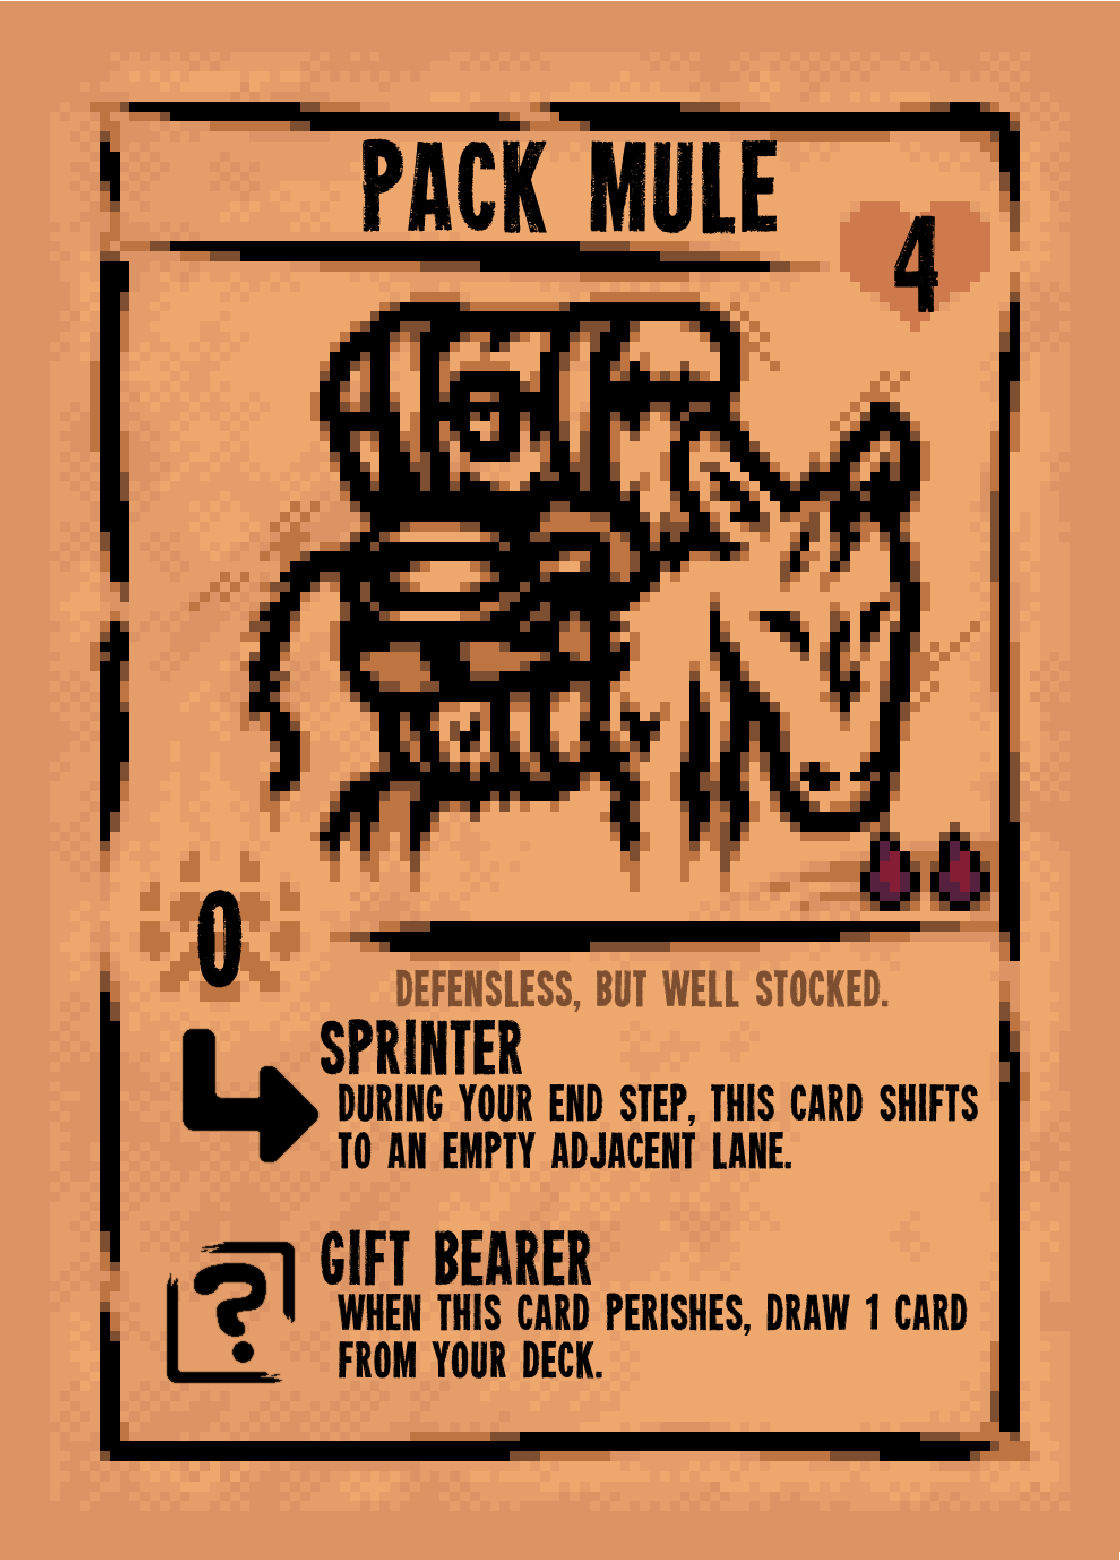 PACK MULE
4
0
DEFENSLESS, BUT WELL STOCKED.
SPRINTER
DURING YOUR END STEP, THIS CARD SHIFTS
TO AN EMPTY ADJACENT LANE.
?
GIFT BEARER
WHEN THIS CARD PERISHES, DRAW 1 CARD
FROM YOUR DECK.